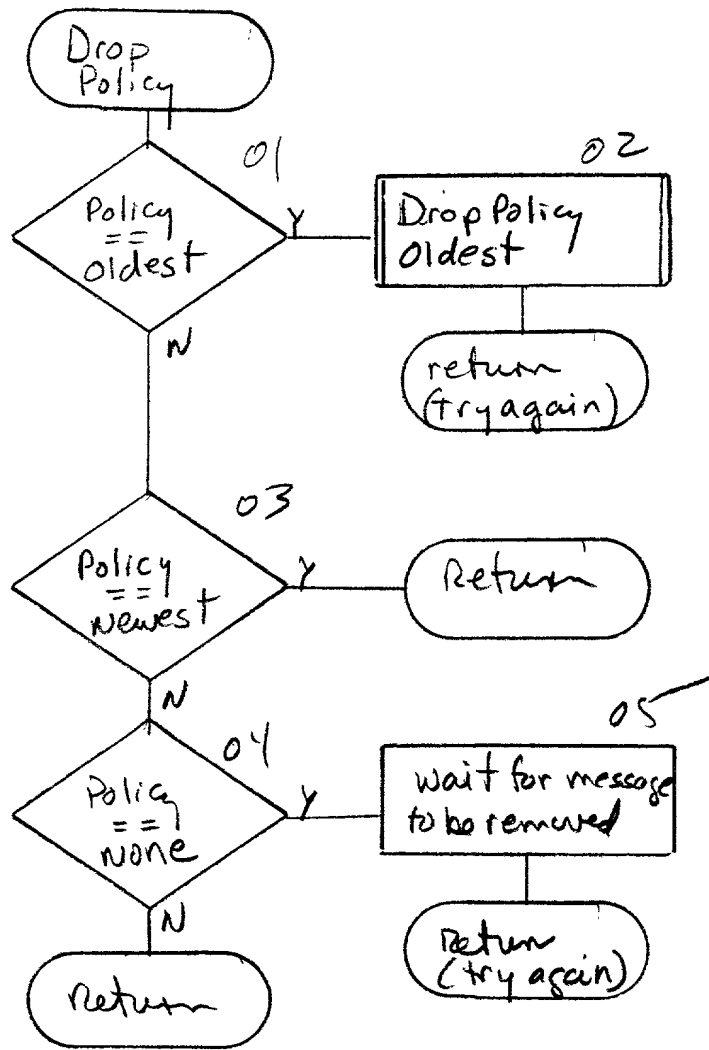 Drop
Policy
01
Policy
==
Oldest
Y
N
02
Drop Policy
Oldest
return
(try again)
03
Policy
==
Newest
Y
N
Return
04
Policy
==
None
Y
N
05
wait for message
to be removed
Return
(try again)
Return